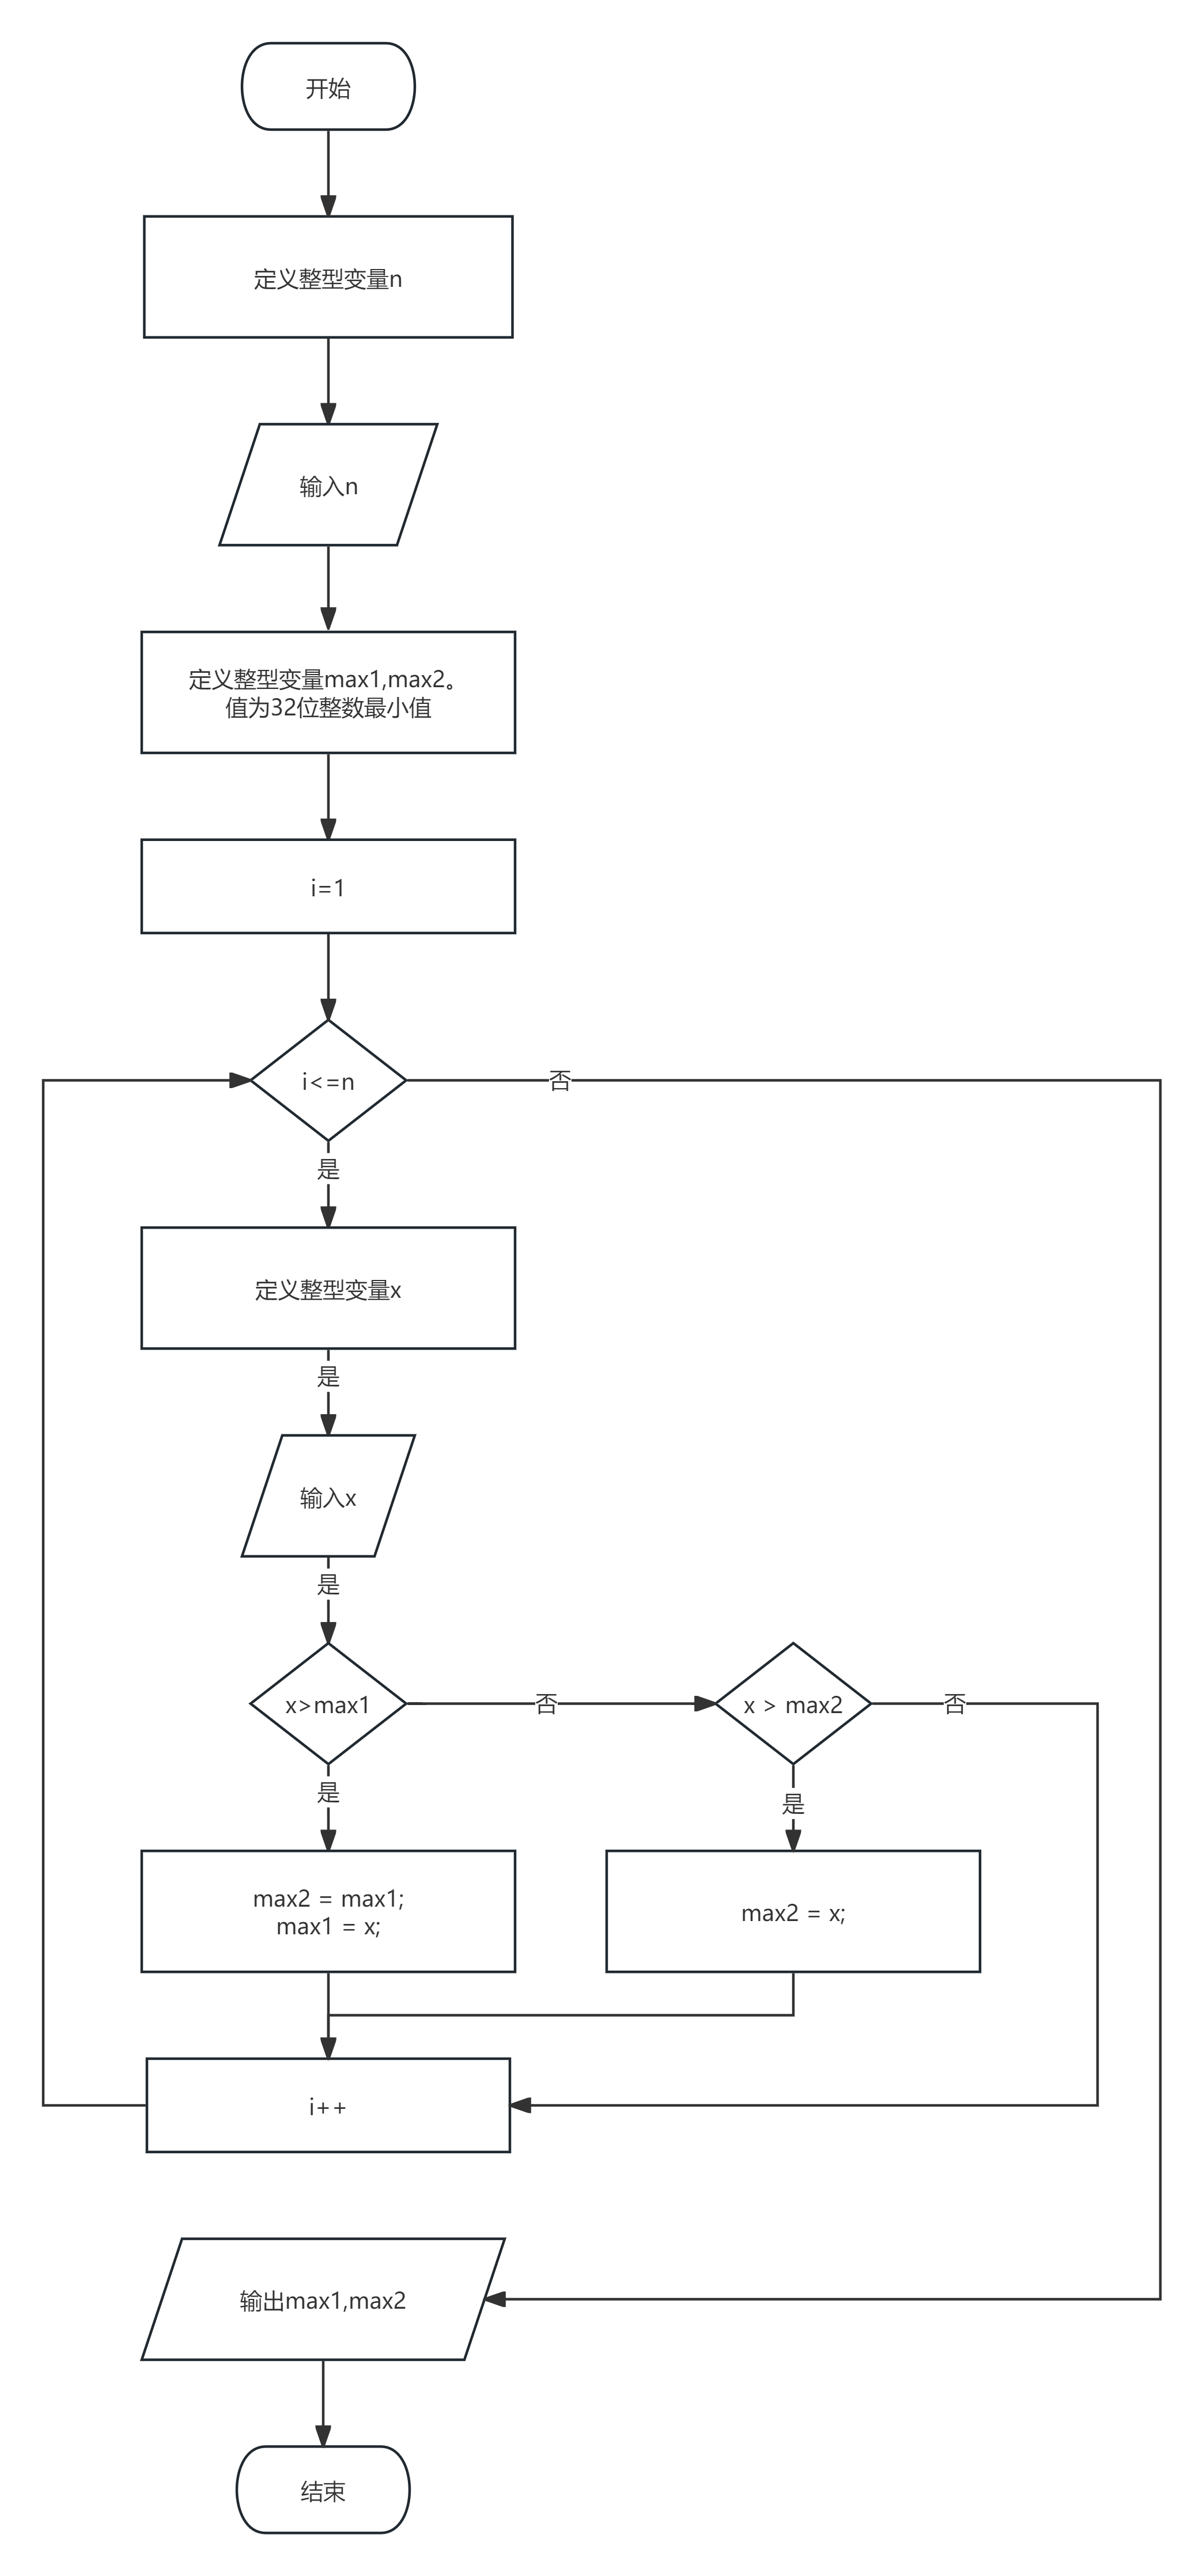 开始
定义整型变量n
输入n
定义整型变量max1,max2。
值为32位整数最小值
i=1
i<=n
否
是
定义整型变量x
是
输入x
是
x>max1
否
x > max2
否
是
是
max2 = max1;
max1 = x;
max2 = x;
i++
输出max1,max2
结束